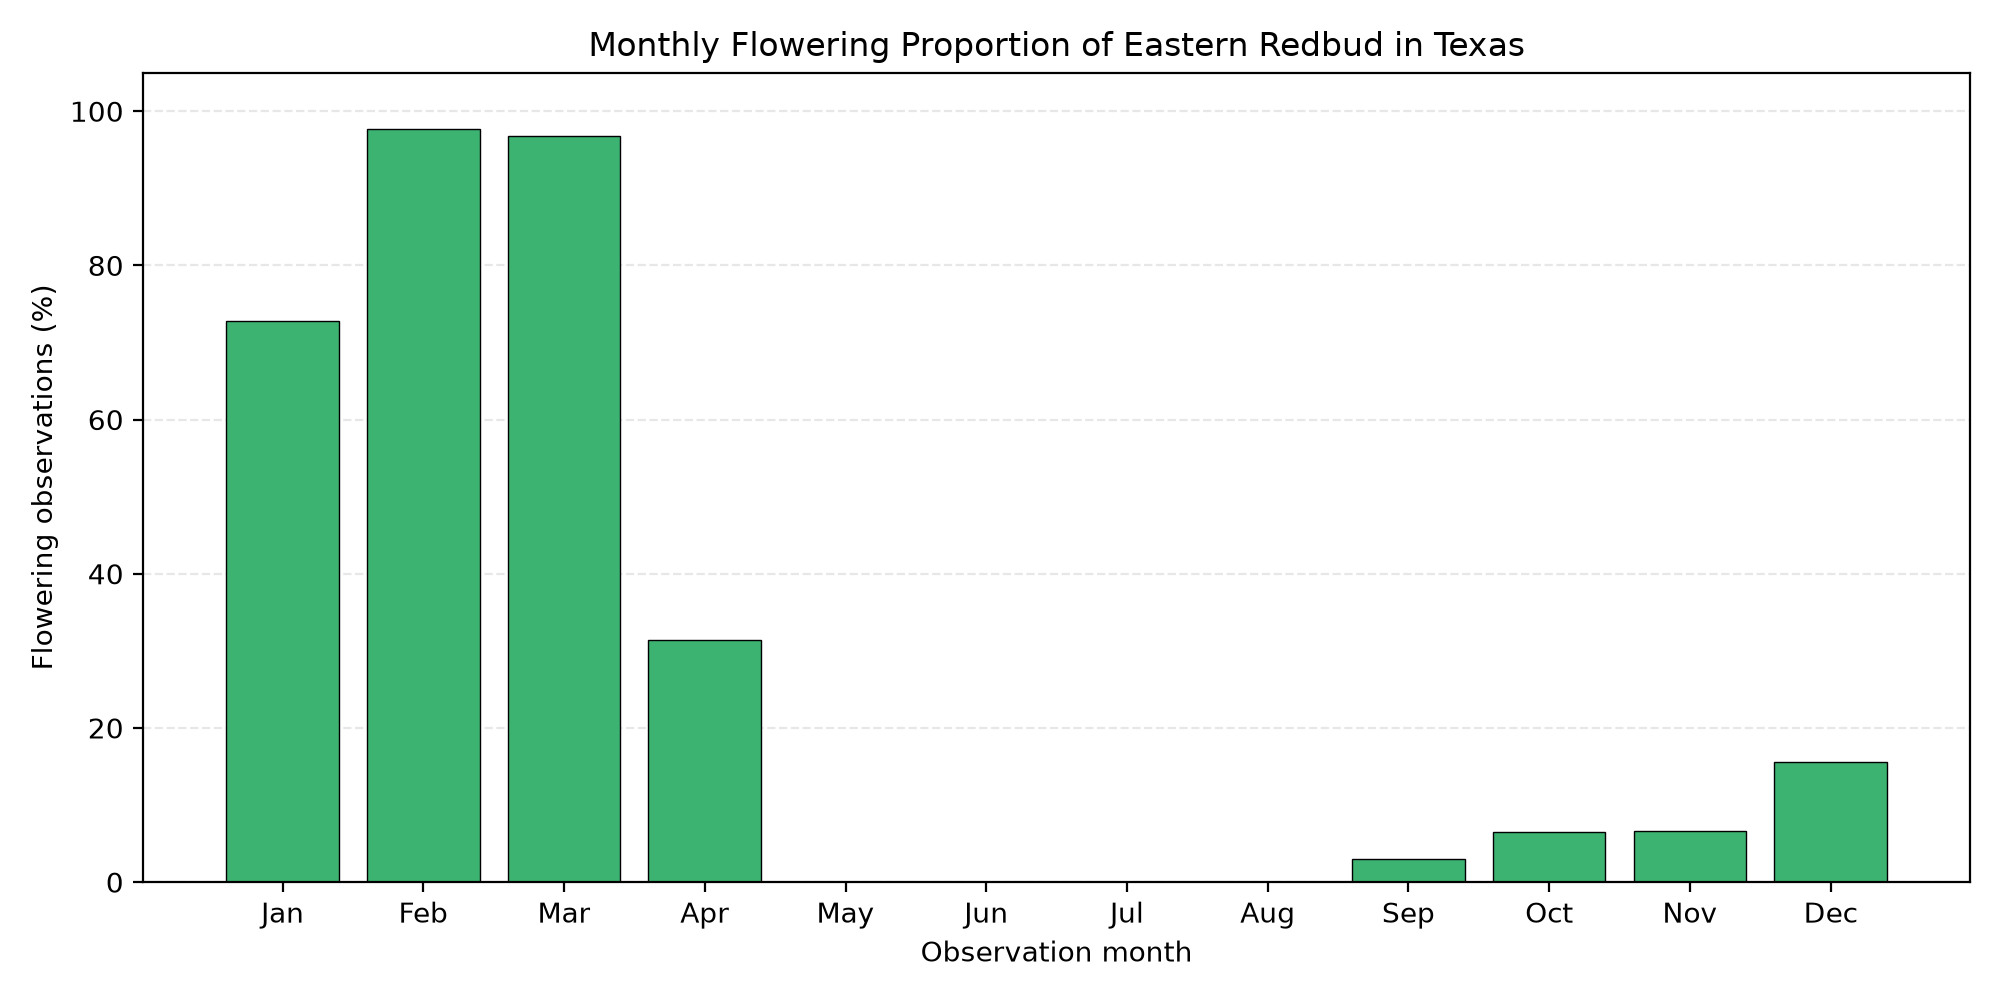 Monthly Flowering Proportion of Eastern Redbud in Texas
Flowering observations (%)
100
80
60
40
20
0
Jan Feb Mar Apr May Jun Jul Aug Sep Oct Nov Dec
Observation month